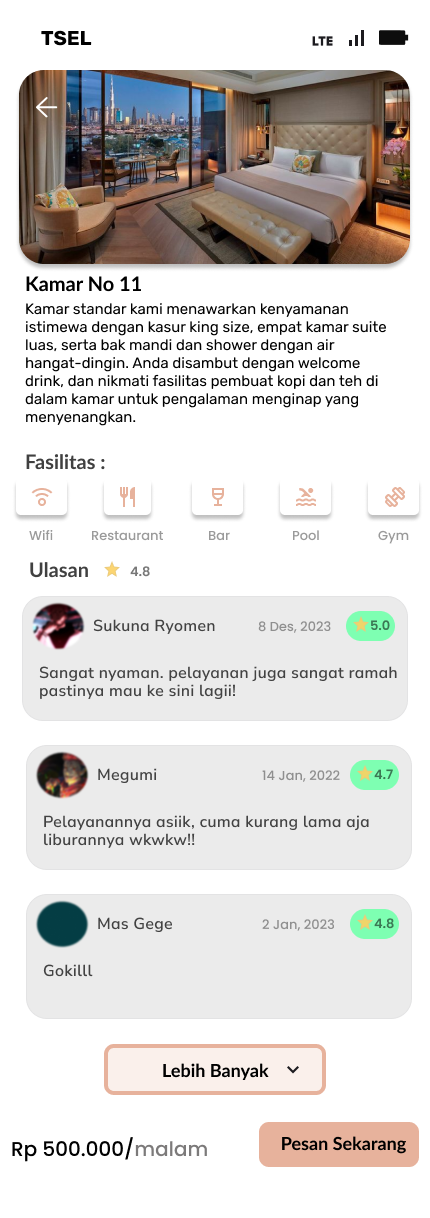 TSEL LTE
Kamar No 11
Kamar standar kami menawarkan kenyamanan
istimewa dengan kasur king size, empat kamar suite
luas, serta bak mandi dan shower dengan air
hangat-dingin. Anda disambut dengan welcome
drink, dan nikmati fasilitas pembuat kopi dan teh di
dalam kamar untuk pengalaman menginap yang
menyenangkan.
Fasilitas :
Wifi Restaurant Bar Pool Gym
Ulasan 4.8
Sukuna Ryomen 8 Des, 2023 5.0
Sangat nyaman. pelayanan juga sangat ramah
pastinya mau ke sini lagii!
Megumi 14 Jan, 2022 4.7
Pelayanannya asiik, cuma kurang lama aja
liburannya wkwkw!!
Mas Gege 2 Jan, 2023 4.8
Gokilll
Lebih Banyak
Rp 500.000/malam Pesan Sekarang